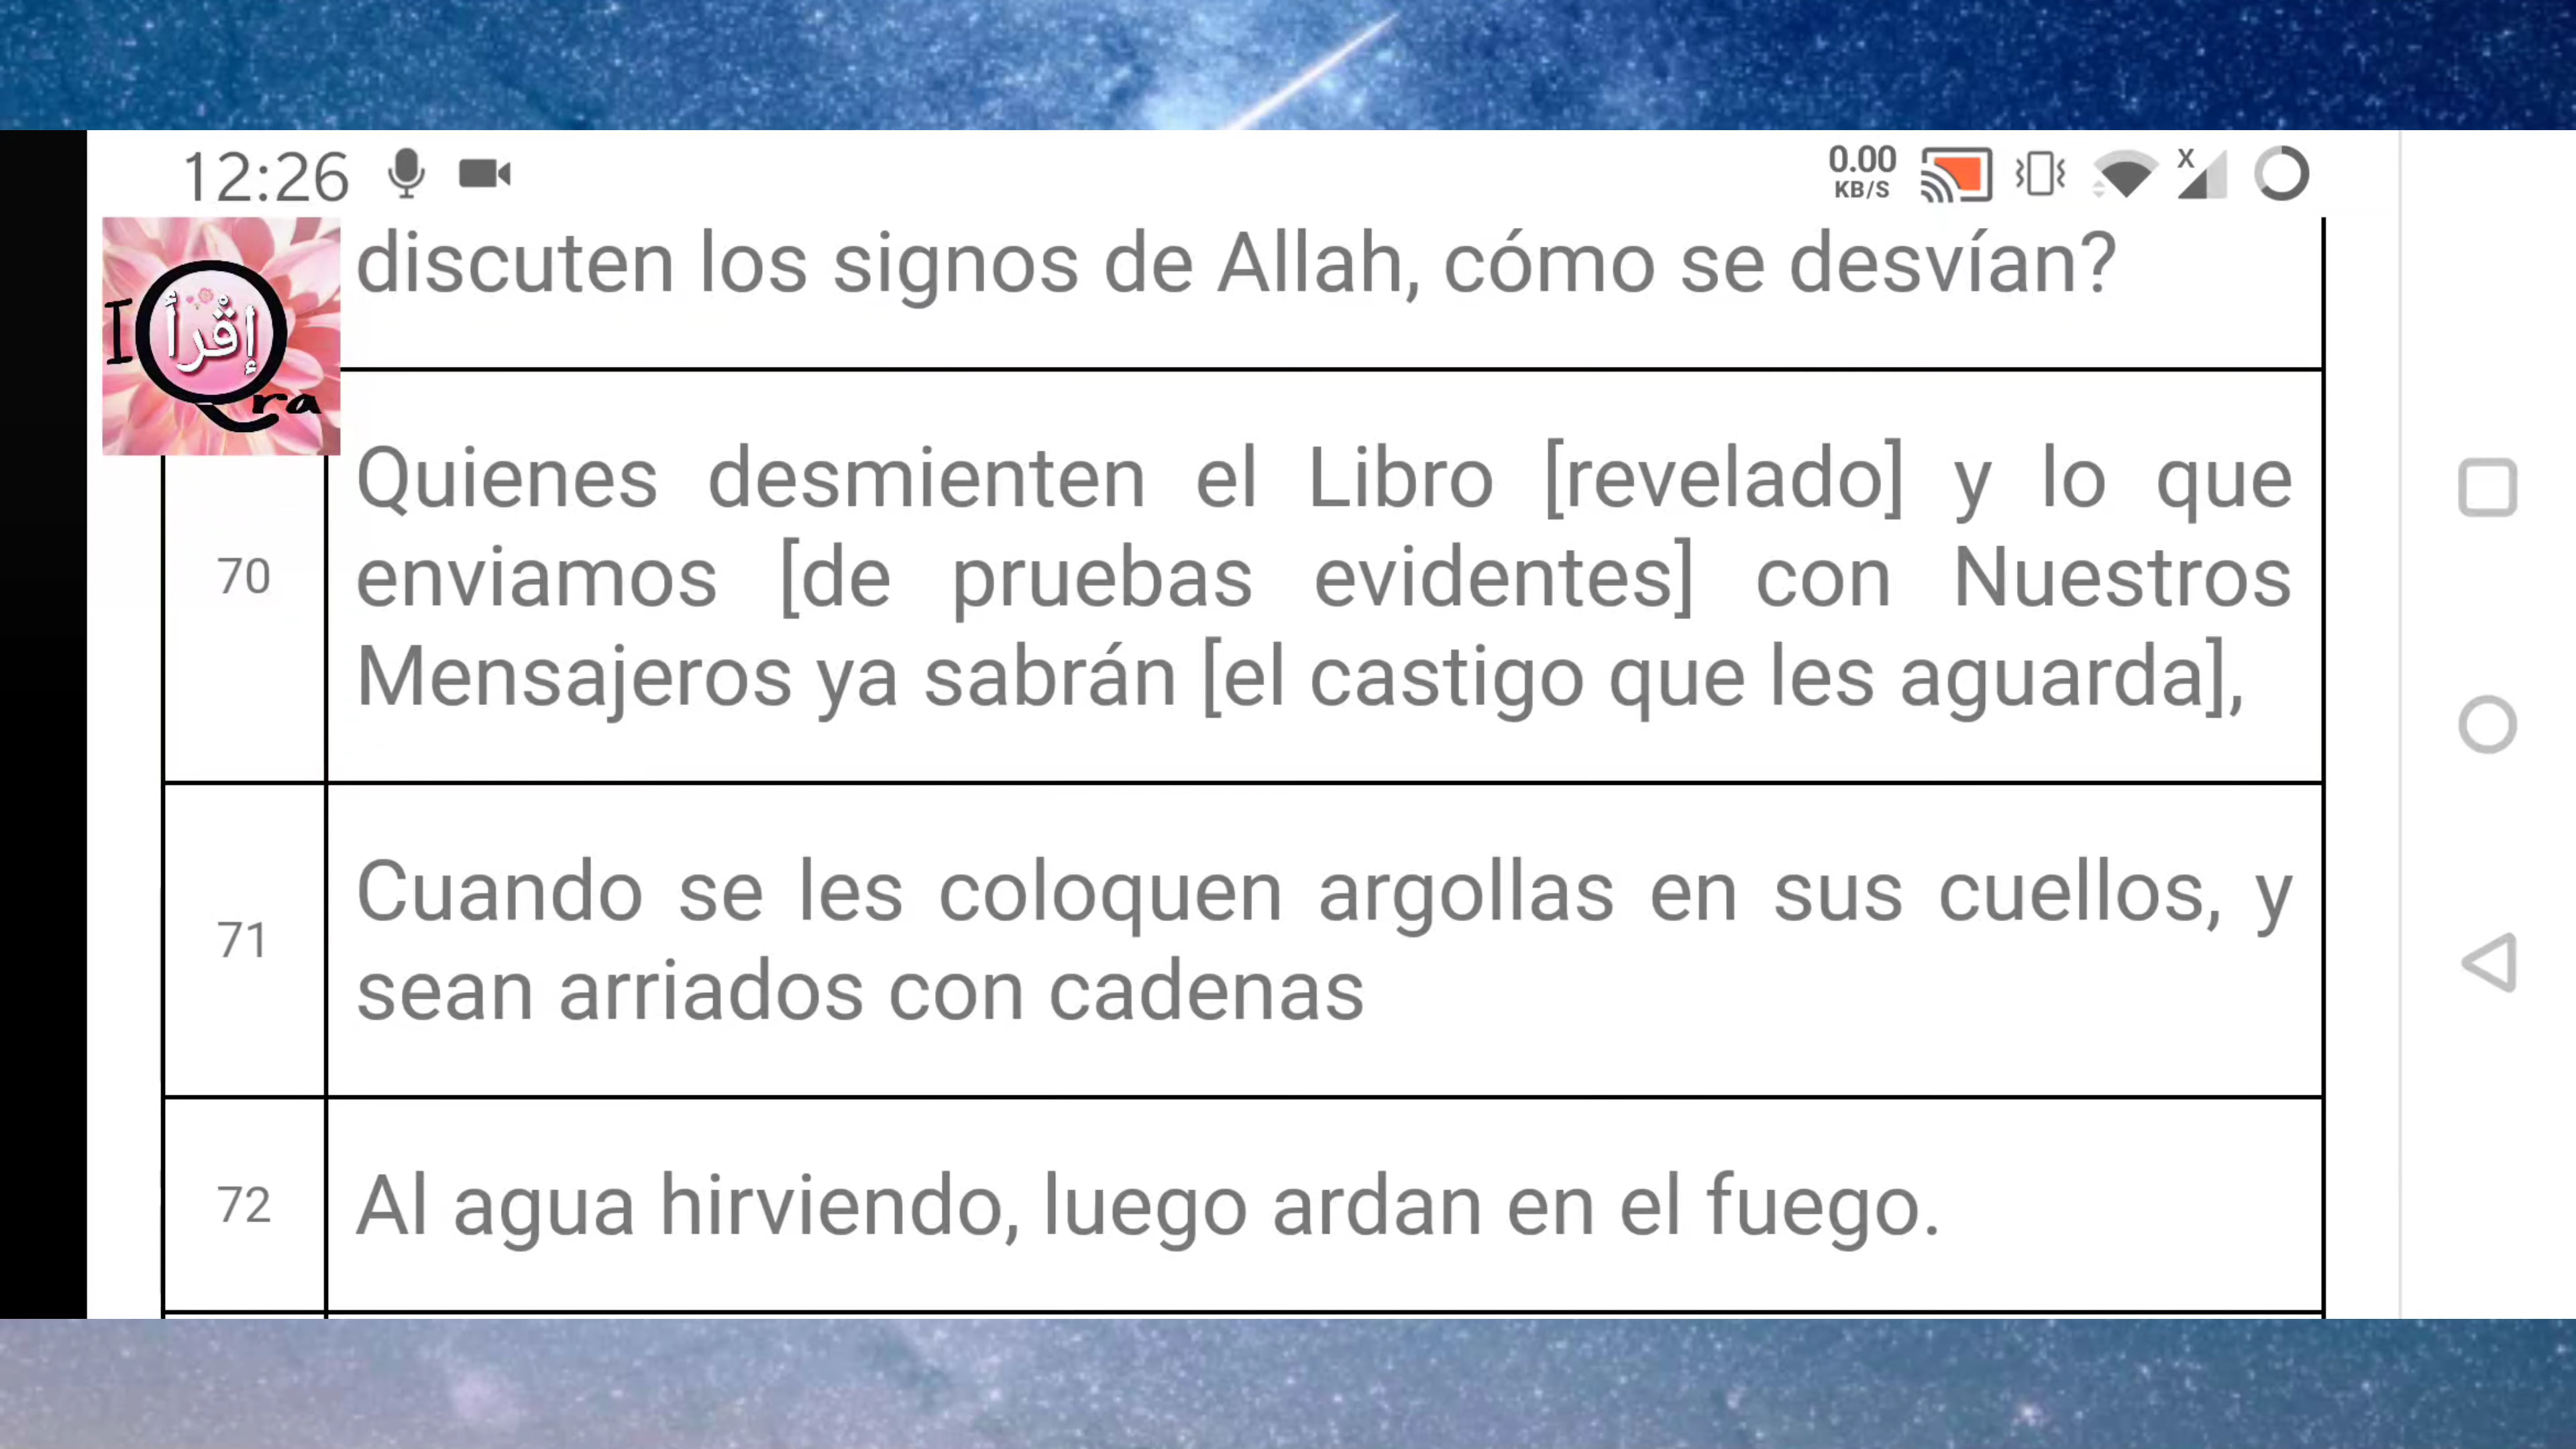 12:26
0.00
KB/S
X
discuten los signos de Allah, cómo se desvían?
I إقْرأ ra
Quienes desmienten el Libro [revelado] y lo que
70 enviamos [de pruebas evidentes] con Nuestros
Mensajeros ya sabrán [el castigo que les aguarda],
Cuando se les coloquen argollas en sus cuellos, y
71
sean arriados con cadenas
72 Al agua hirviendo, luego ardan en el fuego.